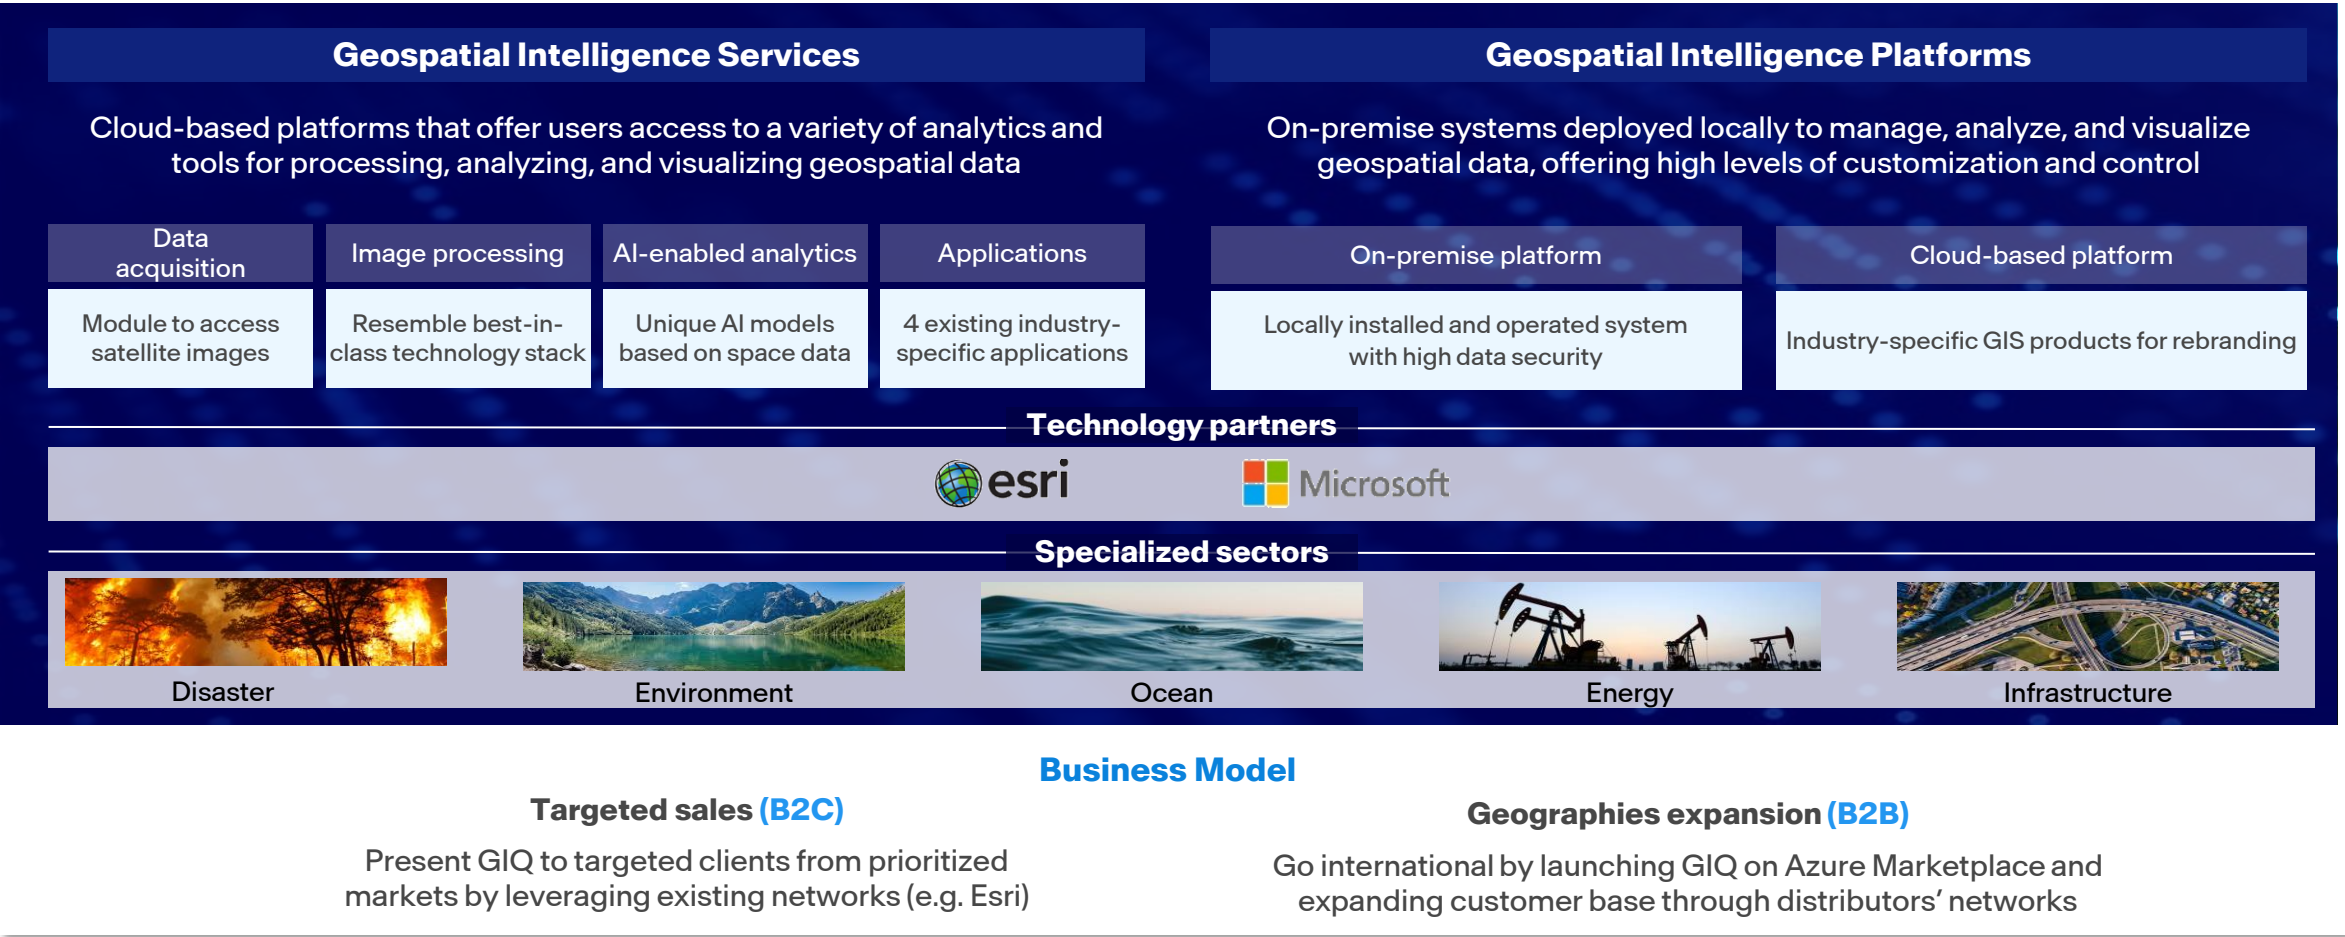 Geospatial Intelligence Services
Cloud-based platforms that offer users access to a variety of analytics and
tools for processing, analyzing, and visualizing geospatial data
Data
acquisition
Module to access
satellite images
Image processing
Resemble best-in-
class technology stack
AI-enabled analytics
Unique AI models
based on space data
Applications
4 existing industry-
specific applications
Geospatial Intelligence Platforms
On-premise systems deployed locally to manage, analyze, and visualize
geospatial data, offering high levels of customization and control
On-premise platform
Locally installed and operated system
with high data security
Cloud-based platform
Industry-specific GIS products for rebranding
Technology partners
esri
Microsoft
Specialized sectors
Disaster
Environment
Ocean
Energy
Infrastructure
Business Model
Targeted sales (B2C)
Present GIQ to targeted clients from prioritized
markets by leveraging existing networks (e.g. Esri)
Geographies expansion (B2B)
Go international by launching GIQ on Azure Marketplace and
expanding customer base through distributors’ networks